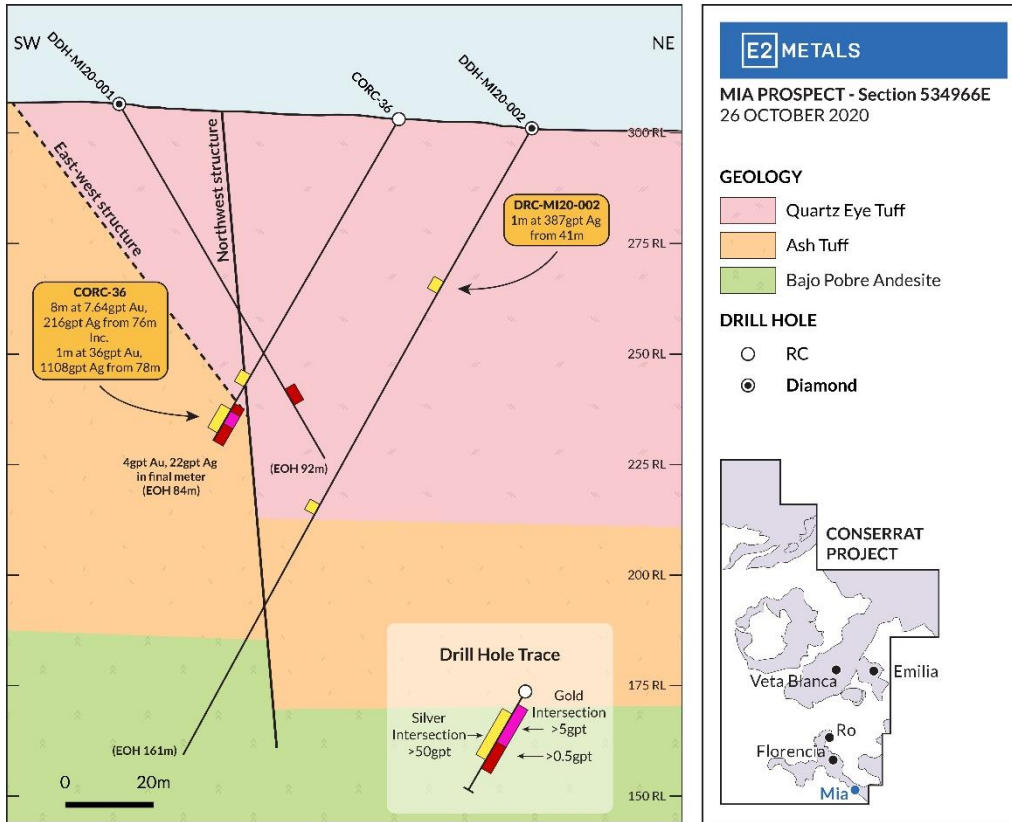 SW
NE
DDH-MI20-001
CORC-36
DDH-MI20-002
300 RL
275 RL
250 RL
225 RL
200 RL
175 RL
150 RL
East-west structure
Northwest structure
DRC-MI20-002
1m at 387gpt Ag
from 41m
CORC-36
8m at 7.64gpt Au,
216gpt Ag from 76m
Inc.
1m at 36gpt Au,
1108gpt Ag from 78m
4gpt Au, 22gpt Ag
in final meter
(EOH 84m)
(EOH 92m)
(EOH 161m)
0 20m
Drill Hole Trace
Silver
Intersection
>50gpt
Gold
Intersection
>5gpt
>0.5gpt
E2 METALS
MIA PROSPECT - Section 534966E
26 OCTOBER 2020
GEOLOGY
Quartz Eye Tuff
Ash Tuff
Bajo Pobre Andesite
DRILL HOLE
RC
Diamond
CONSERRAT
PROJECT
Veta Blanca
Emilia
Ro
Florencia
Mia